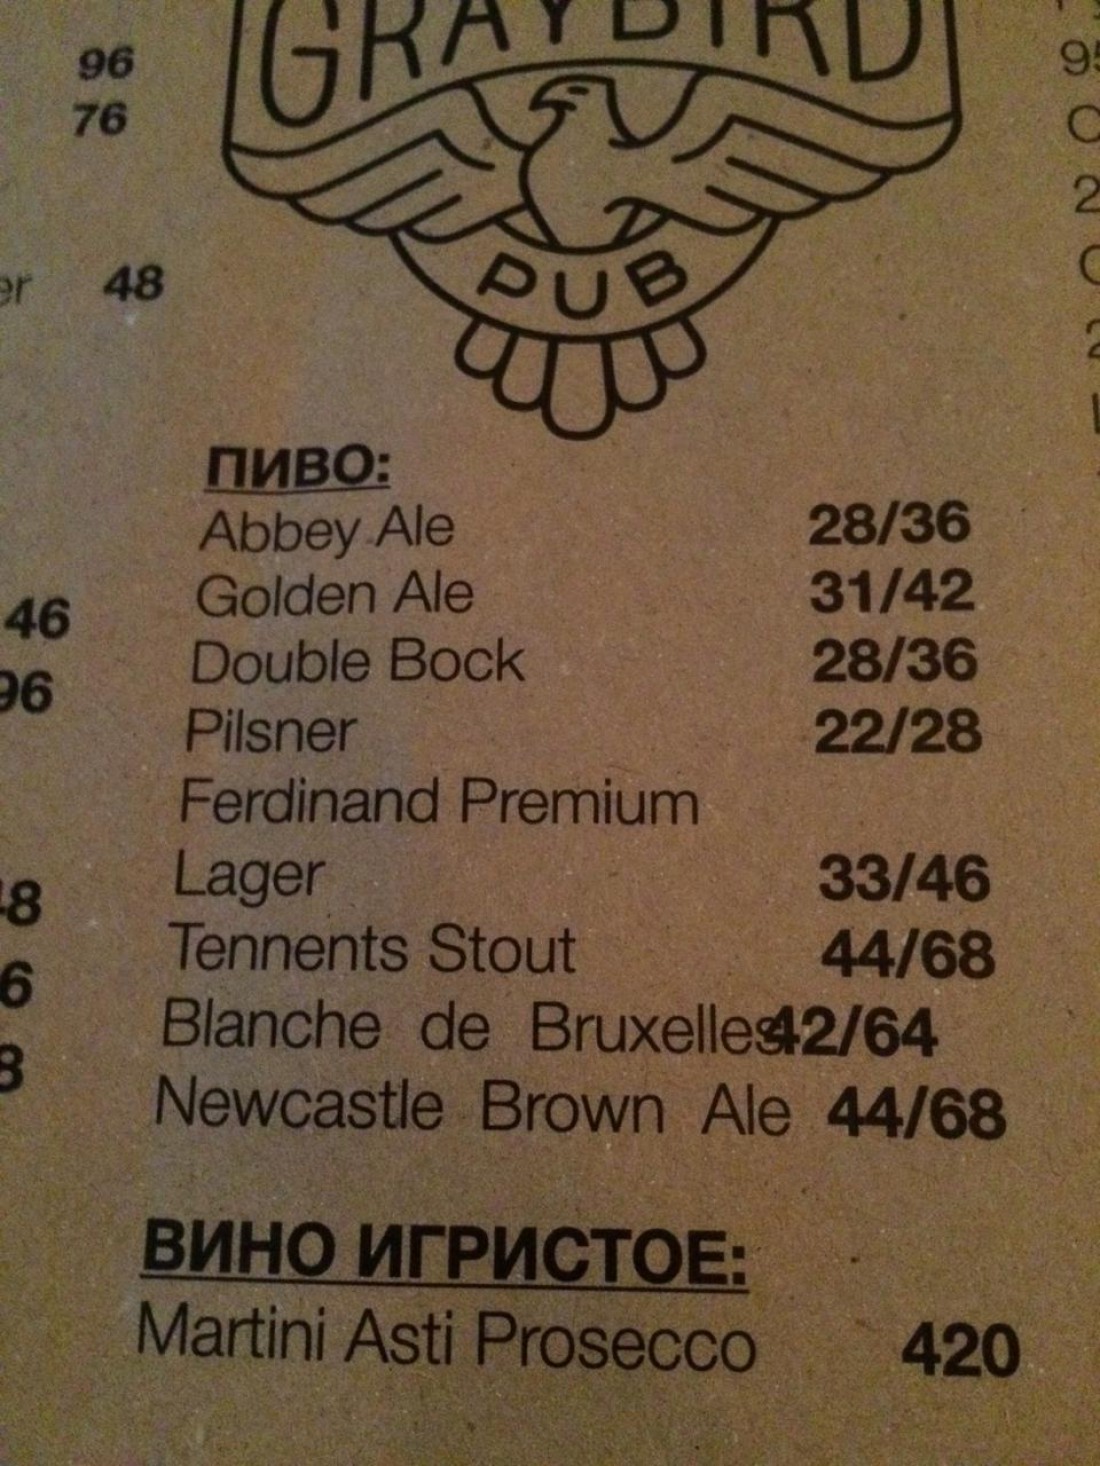 GRAYBIRD
PUB
96
76
48
46
96
ПИВО:
Abbey Ale 28/36
Golden Ale 31/42
Double Bock 28/36
Pilsner 22/28
Ferdinand Premium
Lager 33/46
Tennents Stout 44/68
Blanche de Bruxelles 42/64
Newcastle Brown Ale 44/68
ВИНО ИГРИСТОЕ:
Martini Asti Prosecco 420